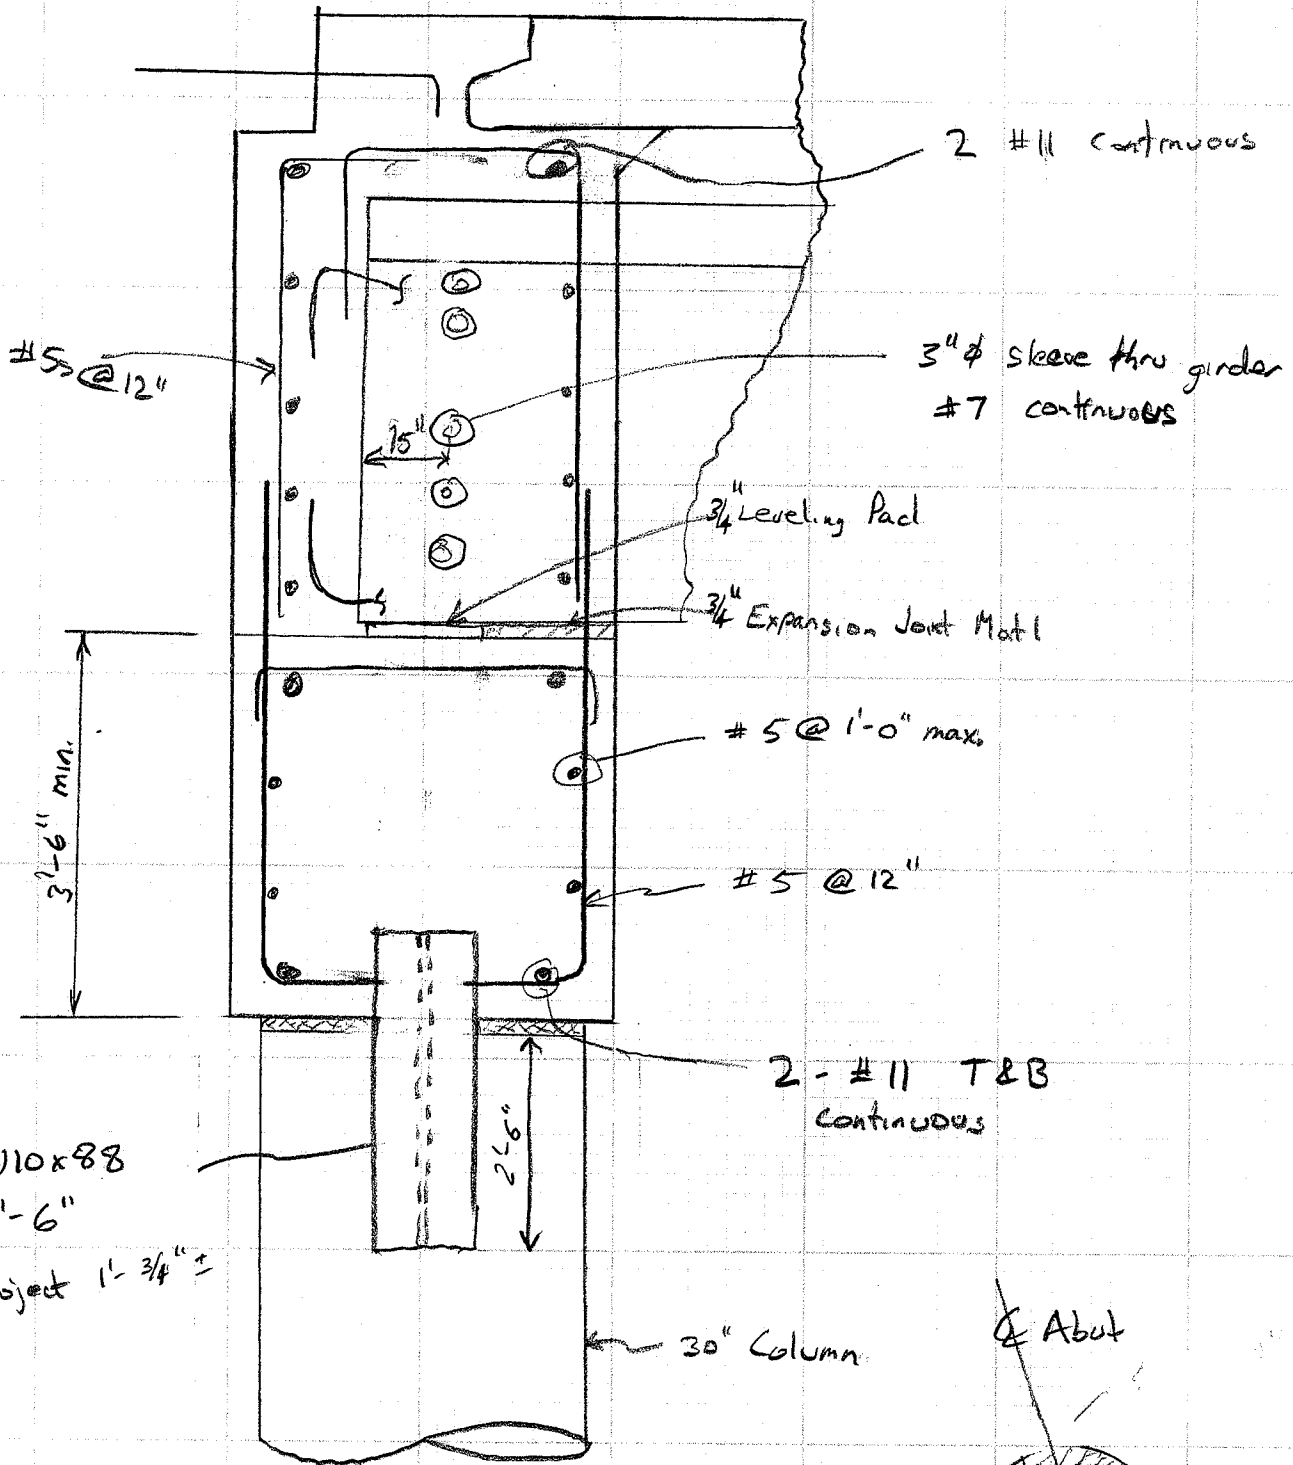 2 #11 Continuous
#5s @ 12"
3"ϕ sleeve thru girder
#7 continuous
3/4" Leveling Pad
3/4" Expansion Joint Matl
#5 @ 1'-0" max.
3'-6" min.
#5 @ 12"
2 - #11 T&B
continuous
2'-6"
10x88
'-6"
oject 1'- 3/4" ±
30" Column
℄ Abut